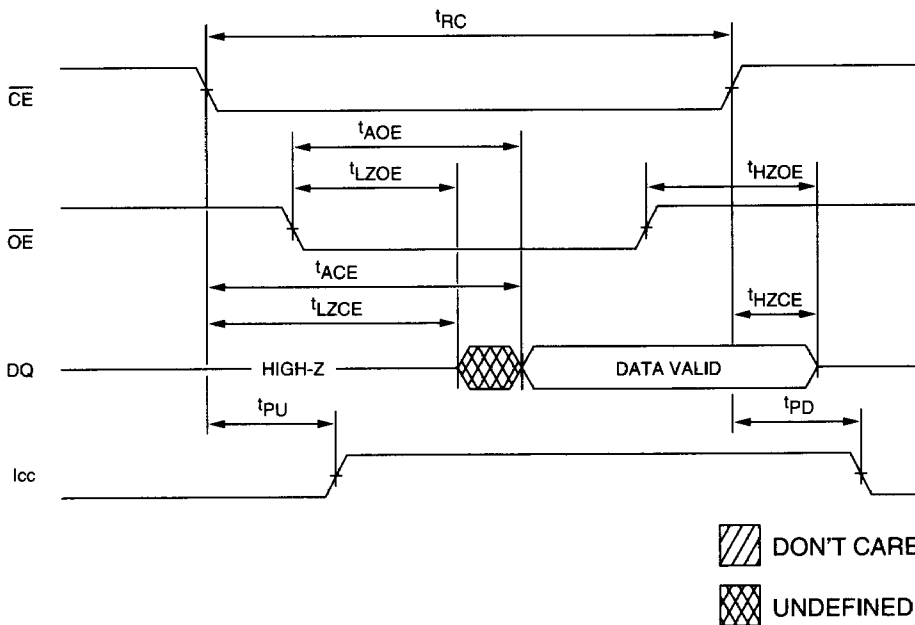 tRC
CE
tAOE
tLZOE
tHZOE
OE
tACE
tLZCE
tHZCE
DQ
HIGH-Z
DATA VALID
tPU
tPD
Icc
DON'T CARE
UNDEFINED